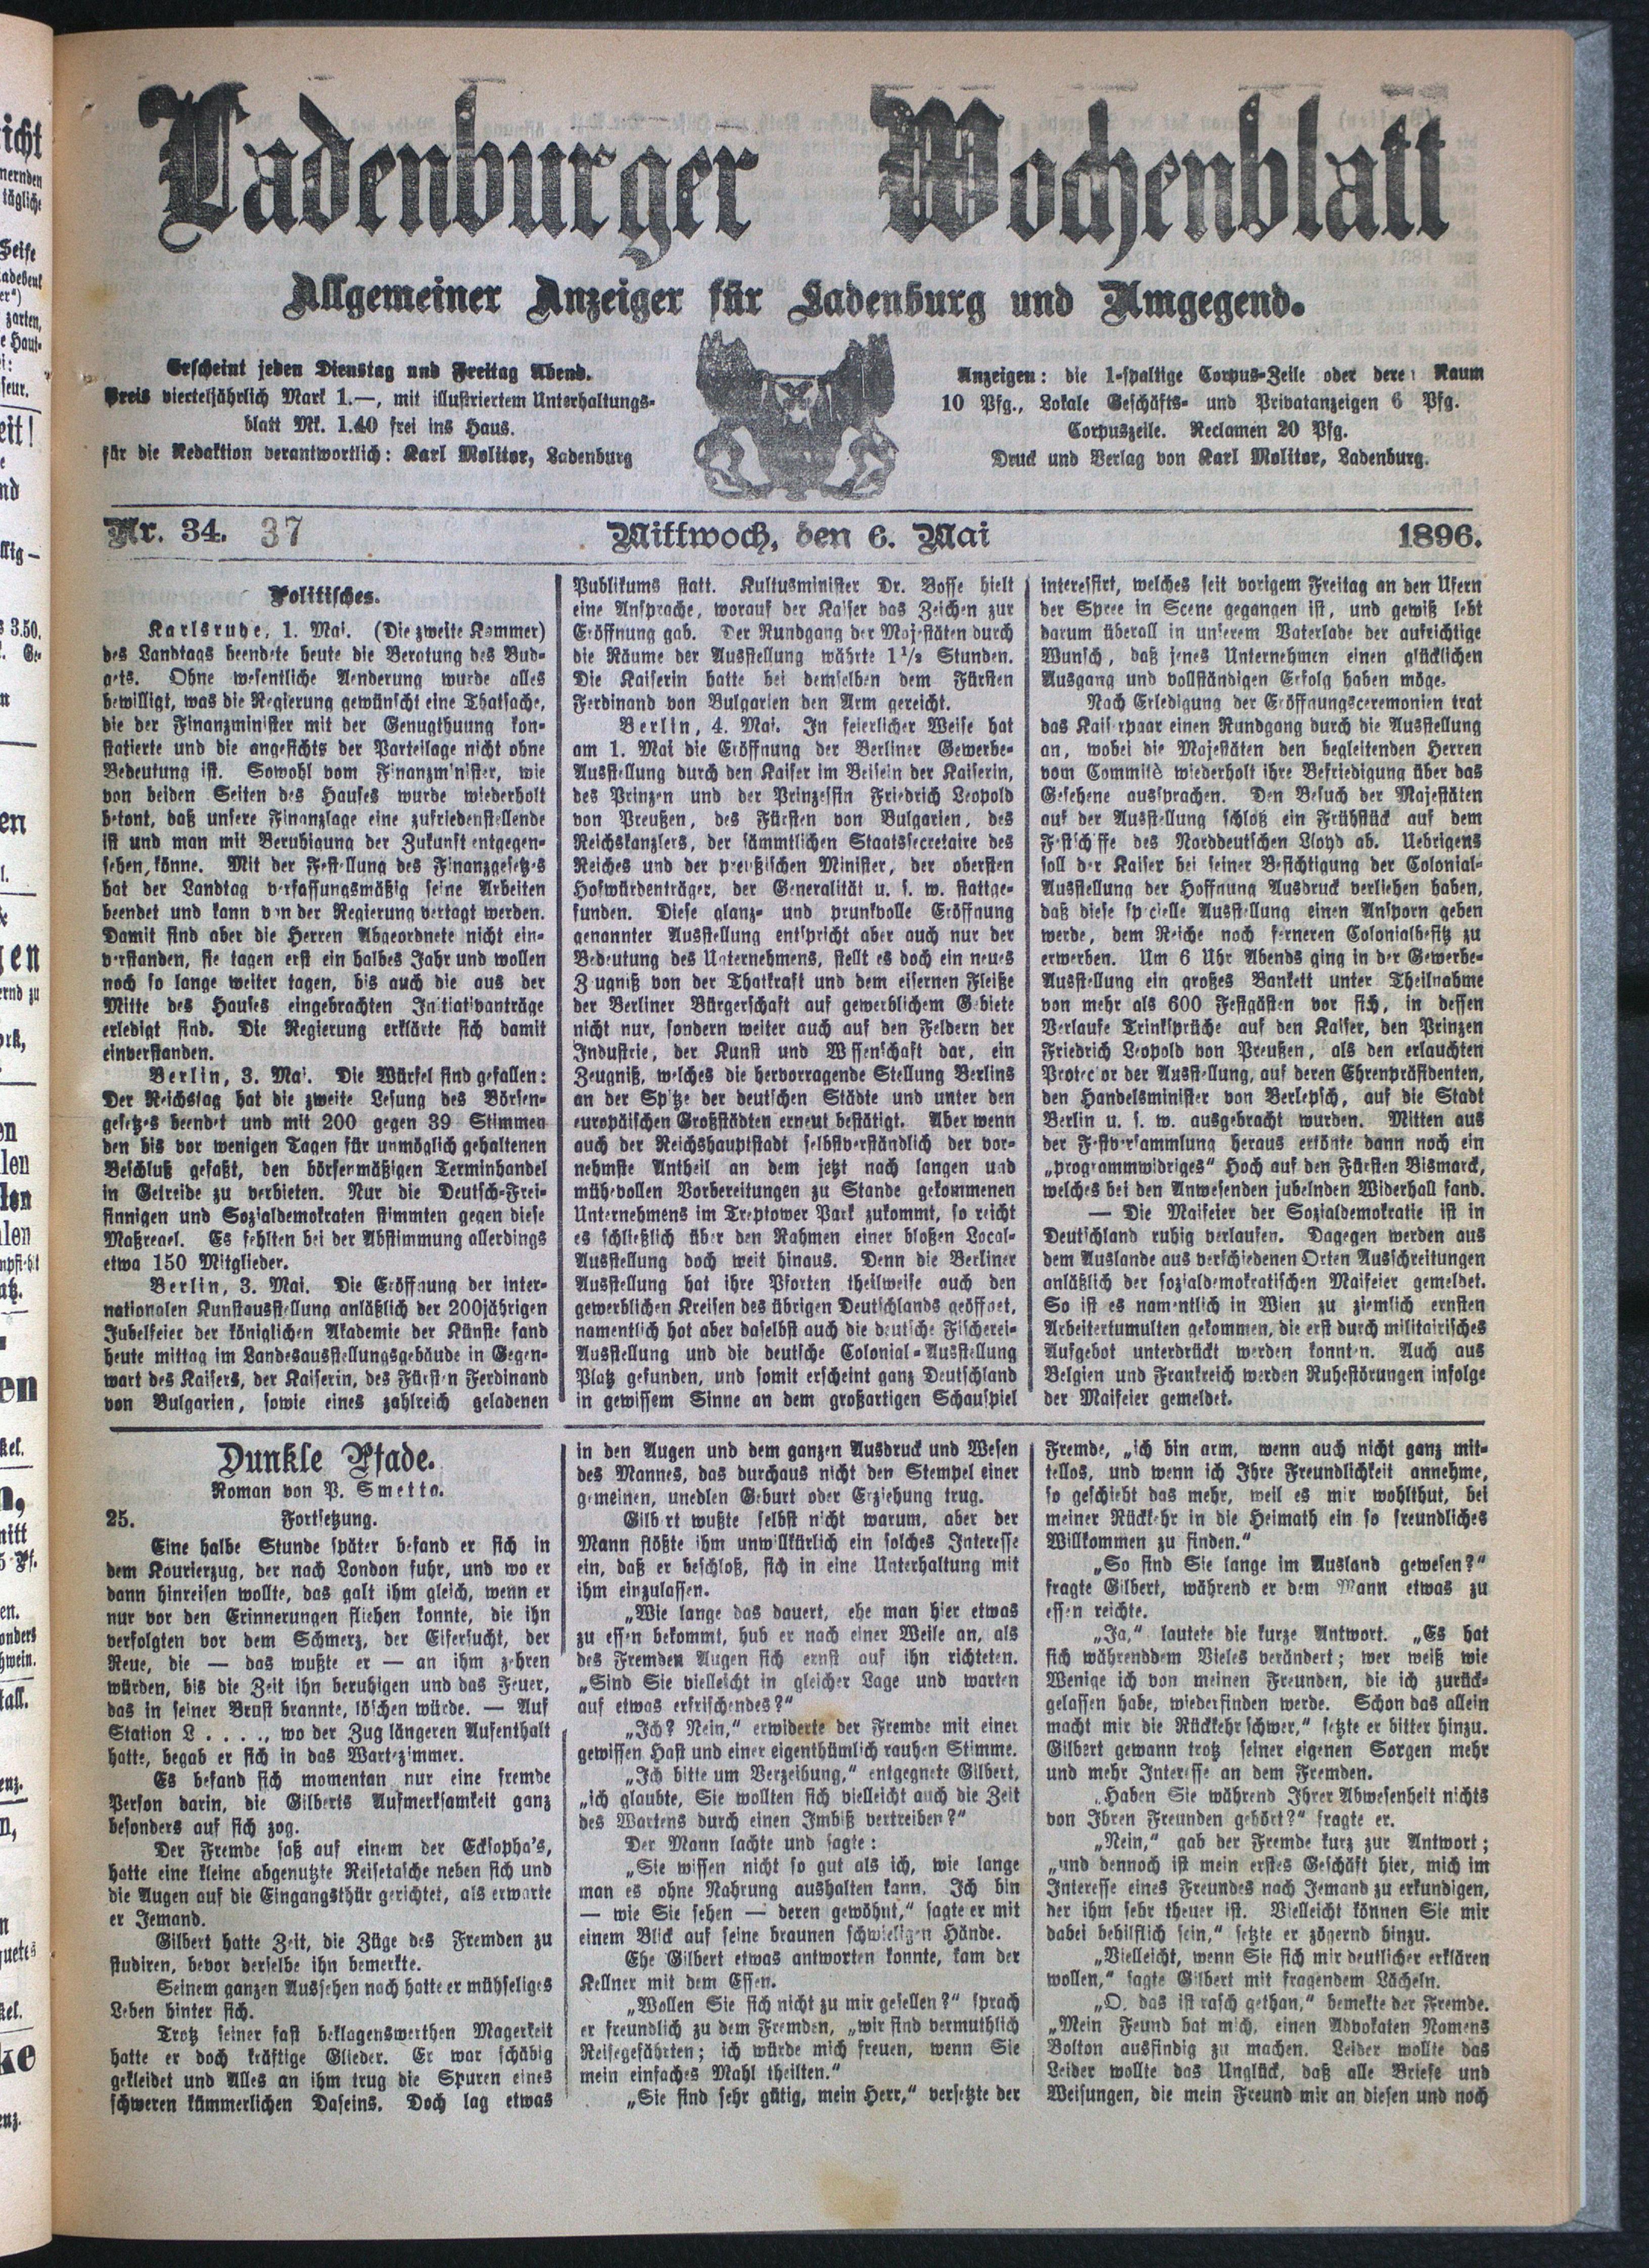 Ladenburger Wochenblatt
Allgemeiner Anzeiger für Ladenburg und Umgegend.
Erscheint jeden Dienstag und Freitag Abend.
Preis vierteljährlich Mark 1.—, mit illustriertem Unterhaltungs-
blatt Mk. 1.40 frei ins Haus.
für die Redaktion verantwortlich: Karl Molitor, Ladenburg
Anzeigen: die 1-spaltige Corpus-Zeile oder dere Raum
10 Pfg., Lokale Geschäfts- und Privatanzeigen 6 Pfg.
Corpuszeile. Reclamen 20 Pfg.
Druck und Verlag von Karl Molitor, Ladenburg.
Nr. 34. 37
Mittwoch, den 6. Mai
1896.
Politisches.
Karlsruhe, 1. Mai. (Die zweite Kammer)
des Landtags beendete heute die Beratung des Bud-
gets. Ohne wesentliche Aenderung wurde alles
bewilligt, was die Regierung gewünscht eine Thatsache,
die der Finanzminister mit der Genugthuung kon-
statierte und die angesichts der Parteilage nicht ohne
Bedeutung ist. Sowohl vom Finanzminister, wie
von beiden Seiten des Hauses wurde wiederholt
betont, daß unsere Finanzlage eine zufriedenstellende
ist und man mit Beruhigung der Zukunft entgegen-
sehen könne. Mit der Feststellung des Finanzgesetzes
hat der Landtag verfassungsmäßig seine Arbeiten
beendet und kann von der Regierung vertagt werden.
Damit sind aber die Herren Abgeordnete nicht ein-
verstanden, sie tagen erst ein halbes Jahr und wollen
noch so lange weiter tagen, bis auch die aus der
Mitte des Hauses eingebrachten Initiativanträge
erledigt sind. Die Regierung erklärte sich damit
einverstanden.
Berlin, 3. Mai. Die Würfel sind gefallen:
Der Reichstag hat die zweite Lesung des Börsen-
gesetzes beendet und mit 200 gegen 39 Stimmen
den bis vor wenigen Tagen für unmöglich gehaltenen
Beschluß gefaßt, den börsenmäßigen Terminhandel
in Getreide zu verbieten. Nur die Deutsch-Frei-
sinnigen und Sozialdemokraten stimmten gegen diese
Maßregel. Es fehlten bei der Abstimmung allerdings
etwa 150 Mitglieder.
Berlin, 3. Mai. Die Eröffnung der inter-
nationalen Kunstausstellung anläßlich der 200jährigen
Jubelfeier der königlichen Akademie der Künste fand
heute mittag im Landesausstellungsgebäude in Gegen-
wart des Kaisers, der Kaiserin, des Fürsten Ferdinand
von Bulgarien, sowie eines zahlreich geladenen
Publikums statt. Kultusminister Dr. Bosse hielt
eine Ansprache, worauf der Kaiser das Zeichen zur
Eröffnung gab. Der Rundgang der Majestäten durch
die Räume der Ausstellung währte 1 1/2 Stunden.
Die Kaiserin hatte bei demselben dem Fürsten
Ferdinand von Bulgarien den Arm gereicht.
Berlin, 4. Mai. In feierlicher Weise hat
am 1. Mai die Eröffnung der Berliner Gewerbe-
Ausstellung durch den Kaiser im Beisein der Kaiserin,
des Prinzen und der Prinzessin Friedrich Leopold
von Preußen, des Fürsten von Bulgarien, des
Reichskanzlers, der sämmtlichen Staatssecretaire des
Reiches und der preußischen Minister, der obersten
Hofwürdenträger, der Generalität u. s. w. stattge-
funden. Diese glanz- und prunkvolle Eröffnung
genannter Ausstellung entspricht aber auch nur der
Bedeutung des Unternehmens, stellt es doch ein neues
Zeugniß von der Thatkraft und dem eisernen Fleiße
der Berliner Bürgerschaft auf gewerblichem Gebiete
nicht nur, sondern weiter auch auf den Feldern der
Industrie, der Kunst und Wissenschaft dar, ein
Zeugniß, welches die hervorragende Stellung Berlins
an der Spitze der deutschen Städte und unter den
europäischen Großstädten erneut bestätigt. Aber wenn
auch der Reichshauptstadt selbstverständlich der vor-
nehmste Antheil an dem jetzt nach langen und
mühevollen Vorbereitungen zu Stande gekommenen
Unternehmens im Treptower Park zukommt, so reicht
es schließlich über den Rahmen einer bloßen Local-
Ausstellung doch weit hinaus. Denn die Berliner
Ausstellung hat ihre Pforten theilweise auch den
gewerblichen Kreisen des übrigen Deutschlands geöffnet,
namentlich hat aber daselbst auch die deutsche Fischerei-
Ausstellung und die deutsche Colonial-Ausstellung
Platz gefunden, und somit erscheint ganz Deutschland
in gewissem Sinne an dem großartigen Schauspiel
interessirt, welches seit vorigem Freitag an den Ufern
der Spree in Scene gegangen ist, und gewiß lebt
darum überall in unserem Vaterlade der aufrichtige
Wunsch, daß jenes Unternehmen einen glücklichen
Ausgang und vollständigen Erfolg haben möge.
Nach Erledigung der Eröffnungsceremonien trat
das Kaiserpaar einen Rundgang durch die Ausstellung
an, wobei die Majestäten den begleitenden Herren
vom Commité wiederholt ihre Befriedigung über das
Gesehene aussprachen. Den Besuch der Majestäten
auf der Ausstellung schloß ein Frühstück auf dem
Festschiffe des Norddeutschen Lloyd ab. Uebrigens
soll der Kaiser bei seiner Besichtigung der Colonial-
Ausstellung der Hoffnung Ausdruck verliehen haben,
daß diese specielle Ausstellung einen Ansporn geben
werde, dem Reiche noch ferneren Colonialbesitz zu
erwerben. Um 6 Uhr Abends ging in der Gewerbe-
Ausstellung ein großes Bankett unter Theilnahme
von mehr als 600 Festgästen vor sich, in dessen
Verlaufe Trinksprüche auf den Kaiser, den Prinzen
Friedrich Leopold von Preußen, als den erlauchten
Protector der Ausstellung, auf deren Ehrenpräsidenten,
den Handelsminister von Berlepsch, auf die Stadt
Berlin u. s. w. ausgebracht wurden. Mitten aus
der Festversammlung heraus ertönte dann noch ein
„programmwidriges“ Hoch auf den Fürsten Bismarck,
welches bei den Anwesenden jubelnden Widerhall fand.
— Die Maifeier der Sozialdemokratie ist in
Deutschland ruhig verlaufen. Dagegen werden aus
dem Auslande aus verschiedenen Orten Ausschreitungen
anläßlich der sozialdemokratischen Maifeier gemeldet.
So ist es namentlich in Wien zu ziemlich ernsten
Arbeitertumulten gekommen, die erst durch militairisches
Aufgebot unterdrückt werden konnten. Auch aus
Belgien und Frankreich werden Ruhestörungen infolge
der Maifeier gemeldet.
Dunkle Pfade.
Roman von P. Smetto.
25. Fortsetzung.
Eine halbe Stunde später befand er sich in
dem Kourierzug, der nach London fuhr, und wo er
dann hinreisen wollte, das galt ihm gleich, wenn er
nur vor den Erinnerungen fliehen konnte, die ihn
verfolgten vor dem Schmerz, der Eifersucht, der
Reue, die — das wußte er — an ihm zehren
würden, bis die Zeit ihn beruhigen und das Feuer,
das in seiner Brust brannte, löschen würde. — Auf
Station L . . . ., wo der Zug längeren Aufenthalt
hatte, begab er sich in das Wartezimmer.
Es befand sich momentan nur eine fremde
Person darin, die Gilberts Aufmerksamkeit ganz
besonders auf sich zog.
Der Fremde saß auf einem der Ecksopha's,
hatte eine kleine abgenutzte Reisetasche neben sich und
die Augen auf die Eingangsthür gerichtet, als erwarte
er Jemand.
Gilbert hatte Zeit, die Züge des Fremden zu
studiren, bevor derselbe ihn bemerkte.
Seinem ganzen Aussehen nach hatte er mühseliges
Leben hinter sich.
Trotz seiner fast beklagenswerthen Magerkeit
hatte er doch kräftige Glieder. Er war schäbig
gekleidet und Alles an ihm trug die Spuren eines
schweren kümmerlichen Daseins. Doch lag etwas
in den Augen und dem ganzen Ausdruck und Wesen
des Mannes, das durchaus nicht den Stempel einer
gemeinen, unedlen Geburt oder Erziehung trug.
Gilbert wußte selbst nicht warum, aber der
Mann flößte ihm unwillkürlich ein solches Interesse
ein, daß er beschloß, sich in eine Unterhaltung mit
ihm einzulassen.
„Wie lange das dauert, ehe man hier etwas
zu essen bekommt, hub er nach einer Weile an, als
des Fremden Augen sich ernst auf ihn richteten.
„Sind Sie vielleicht in gleicher Lage und warten
auf etwas erfrischendes?“
„Ich? Nein,“ erwiderte der Fremde mit einer
gewissen Hast und einer eigenthümlich rauhen Stimme.
„Ich bitte um Verzeihung,“ entgegnete Gilbert,
„ich glaubte, Sie wollten sich vielleicht auch die Zeit
des Wartens durch einen Imbiß vertreiben?“
Der Mann lachte und sagte:
„Sie wissen nicht so gut als ich, wie lange
man es ohne Nahrung aushalten kann. Ich bin
— wie Sie sehen — deren gewöhnt,“ sagte er mit
einem Blick auf seine braunen schwieligen Hände.
Ehe Gilbert etwas antworten konnte, kam der
Kellner mit dem Essen.
„Wollen Sie sich nicht zu mir gesellen?“ sprach
er freundlich zu dem Fremden, „wir sind vermuthlich
Reisegefährten; ich würde mich freuen, wenn Sie
mein einfaches Mahl theilten.“
„Sie sind sehr gütig, mein Herr,“ versetzte der
Fremde, „ich bin arm, wenn auch nicht ganz mit-
tellos, und wenn ich Ihre Freundlichkeit annehme,
so geschieht das mehr, weil es mir wohlthut, bei
meiner Rückkehr in die Heimath ein so freundliches
Willkommen zu finden.“
„So sind Sie lange im Ausland gewesen?“
fragte Gilbert, während er dem Mann etwas zu
essen reichte.
„Ja,“ lautete die kurze Antwort. „Es hat
sich währenddem Vieles verändert; wer weiß wie
Wenige ich von meinen Freunden, die ich zurück-
gelassen habe, wiederfinden werde. Schon das allein
macht mir die Rückkehr schwer,“ setzte er bitter hinzu.
Gilbert gewann trotz seiner eigenen Sorgen mehr
und mehr Interesse an dem Fremden.
„Haben Sie während Ihrer Abwesenheit nichts
von Ihren Freunden gehört?“ fragte er.
„Nein,“ gab der Fremde kurz zur Antwort;
„und dennoch ist mein erstes Geschäft hier, mich im
Interesse eines Freundes nach Jemand zu erkundigen,
der ihm sehr theuer ist. Vielleicht können Sie mir
dabei behilflich sein,“ setzte er zögernd hinzu.
„Vielleicht, wenn Sie sich mir deutlicher erklären
wollen,“ sagte Gilbert mit fragendem Lächeln.
„O, das ist rasch gethan,“ bemekte der Fremde.
„Mein Feund bat mich, einen Advokaten Namens
Bolton ausfindig zu machen. Leider wollte das
Leider wollte das Unglück, daß alle Briefe und
Weisungen, die mein Freund mir an diesen und noch